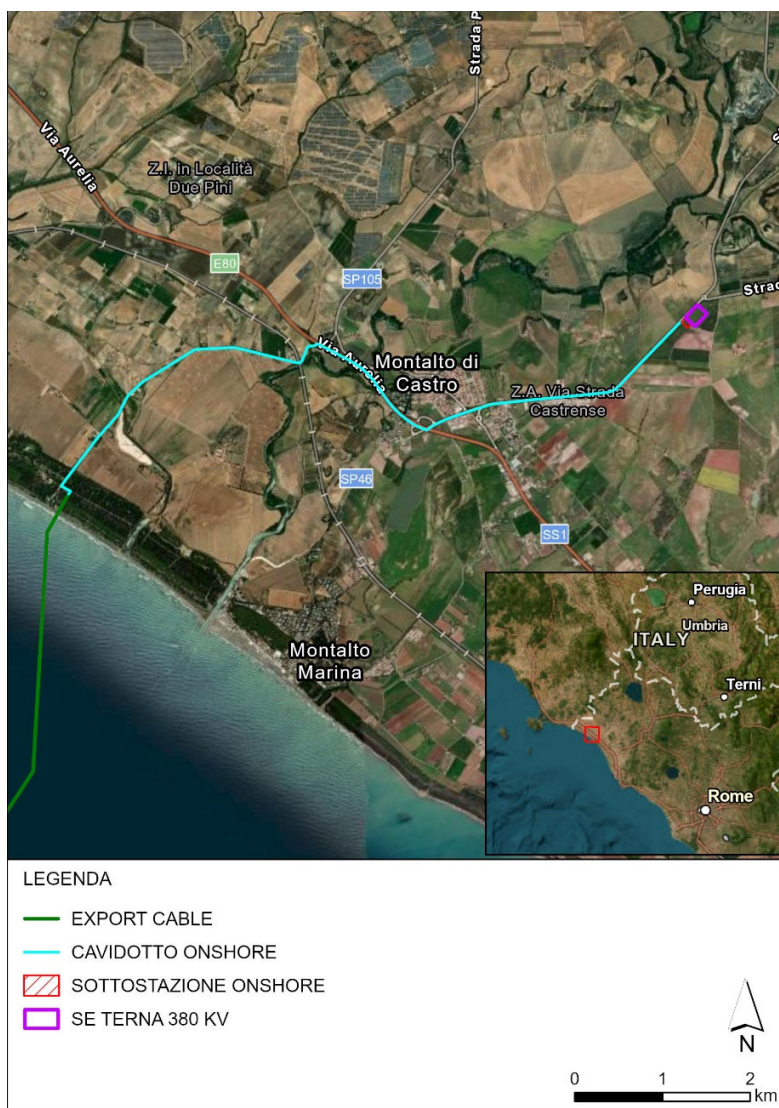 Strada P
Via Aurelia
Z.I. in Località
Due Pini
E80
SP105
Strad
Via Aurelia
Montalto di
Castro
Z.A. Via Strada
Castrense
SP46
SS1
Montalto
Marina
Perugia
Umbria
ITALY
Terni
Rome
LEGENDA
EXPORT CABLE
CAVIDOTTO ONSHORE
SOTTOSTAZIONE ONSHORE
SE TERNA 380 KV
N
0 1 2
km